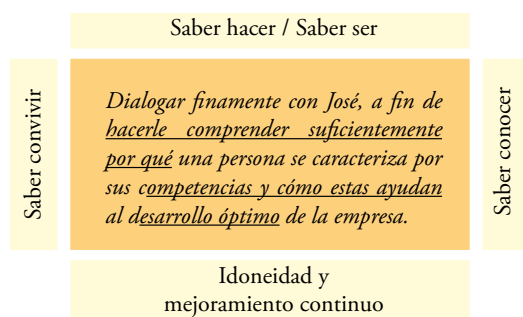 Saber hacer / Saber ser
Saber convivir
Dialogar finamente con José, a fin de
hacerle comprender suficientemente
por qué una persona se caracteriza por
sus competencias y cómo estas ayudan
al desarrollo óptimo de la empresa.
Saber conocer
Idoneidad y
mejoramiento continuo